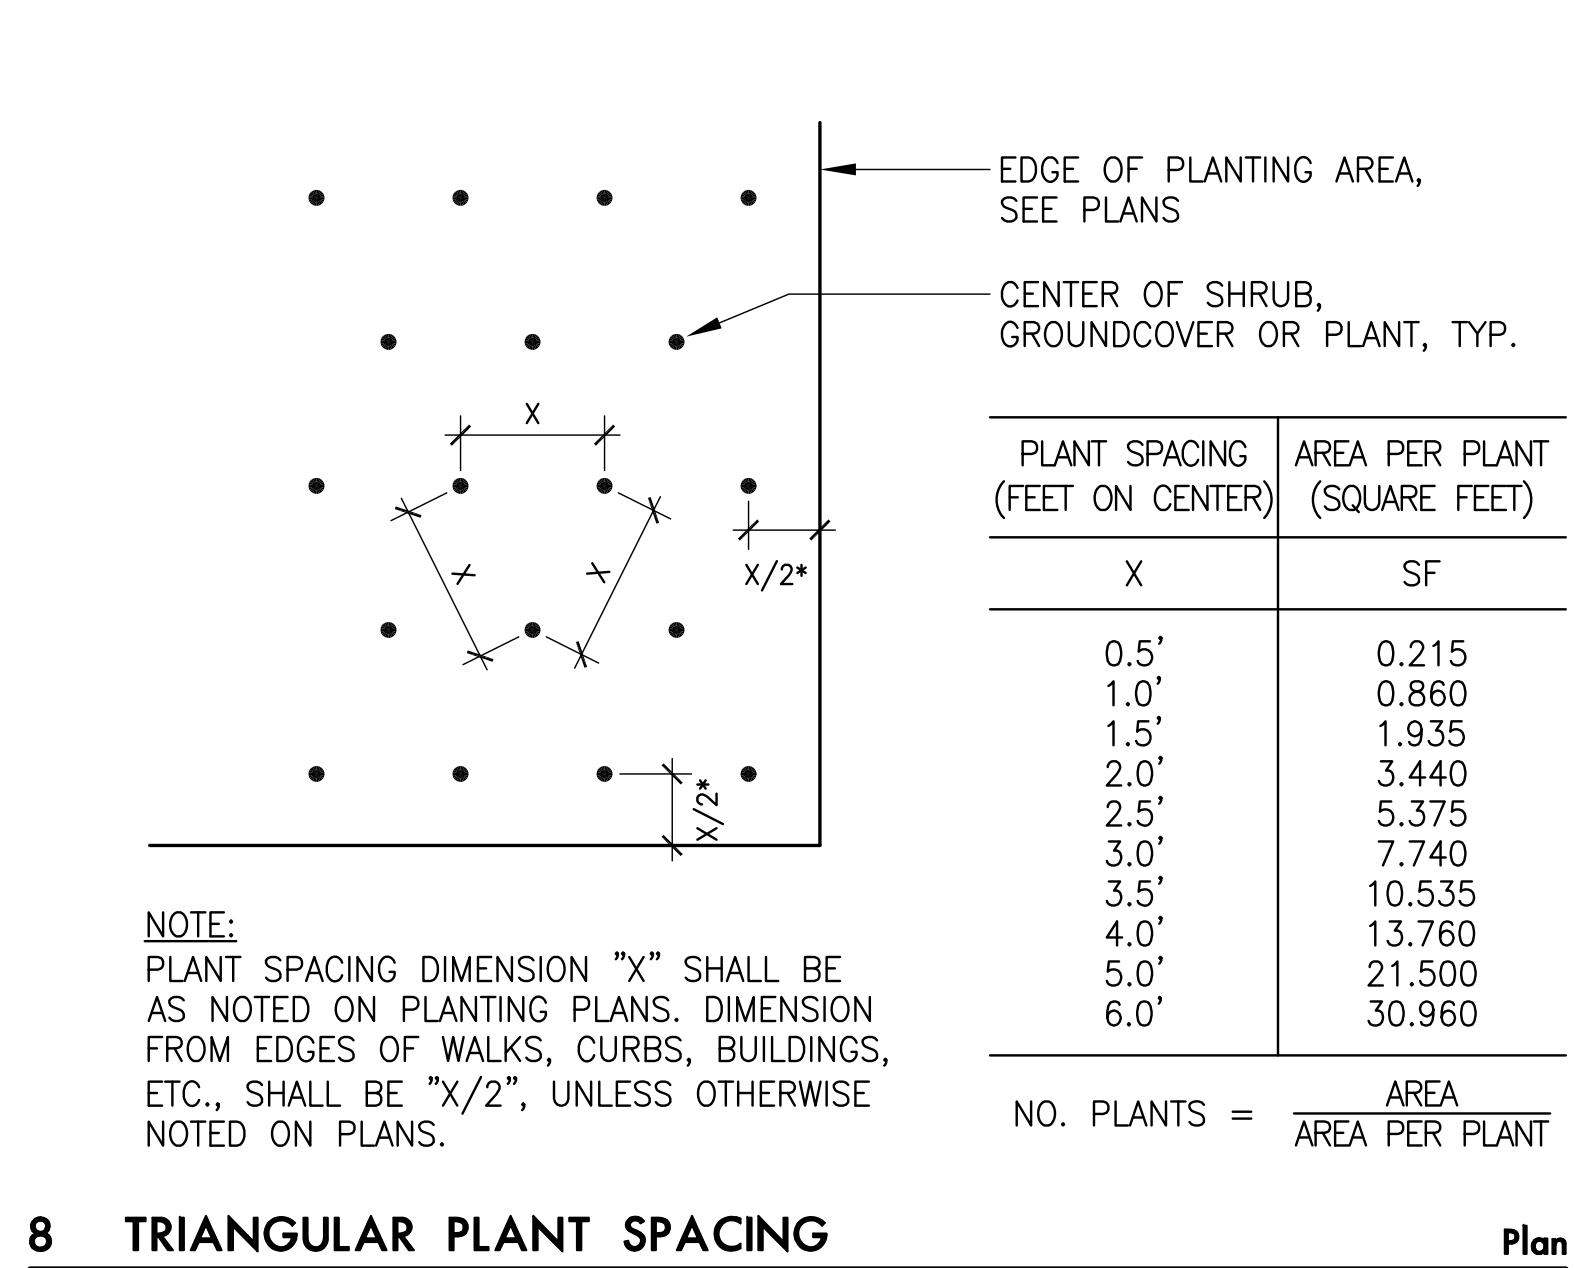 EDGE OF PLANTING AREA,
SEE PLANS
CENTER OF SHRUB,
GROUNDCOVER OR PLANT, TYP.
X
X
X
X/2*
X/2*
PLANT SPACING
(FEET ON CENTER)
AREA PER PLANT
(SQUARE FEET)
X SF
0.5' 0.215
1.0' 0.860
1.5' 1.935
2.0' 3.440
2.5' 5.375
3.0' 7.740
3.5' 10.535
4.0' 13.760
5.0' 21.500
6.0' 30.960
NO. PLANTS =
AREA
AREA PER PLANT
NOTE:
PLANT SPACING DIMENSION "X" SHALL BE
AS NOTED ON PLANTING PLANS. DIMENSION
FROM EDGES OF WALKS, CURBS, BUILDINGS,
ETC., SHALL BE "X/2", UNLESS OTHERWISE
NOTED ON PLANS.
8 TRIANGULAR PLANT SPACING
Plan